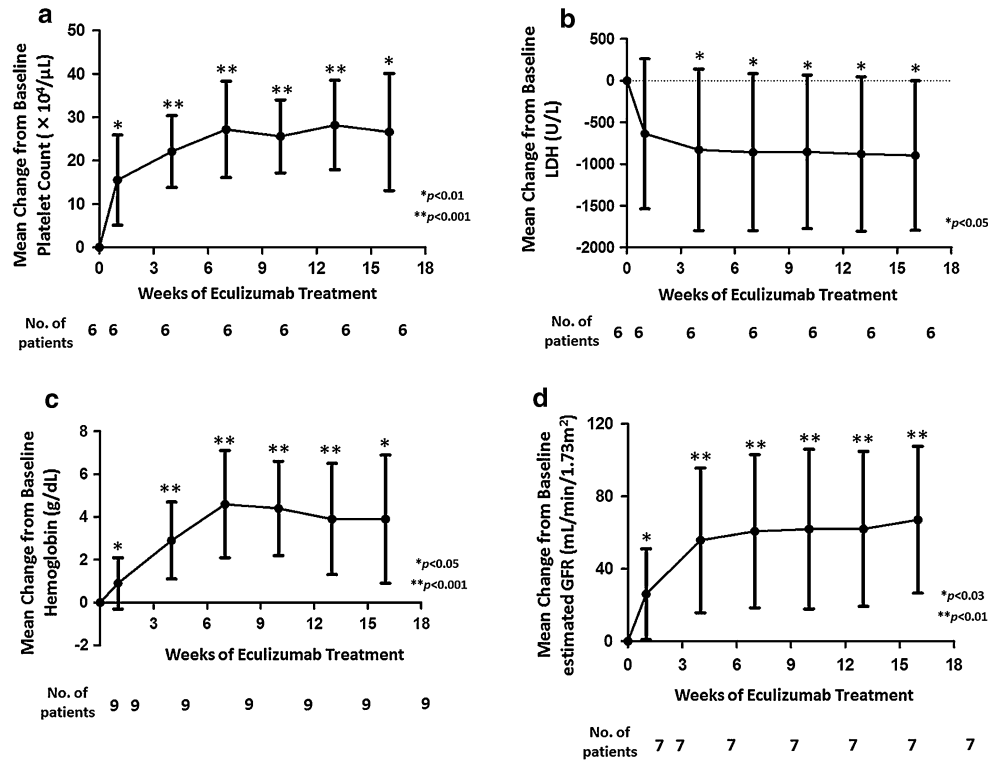 a
Mean Change from Baseline
Platelet Count ( × 10⁴/μL)
50
40
30
20
10
0
* ** ** ** ** *
*p<0.01
**p<0.001
0 3 6 9 12 15 18
Weeks of Eculizumab Treatment
No. of
patients
6 6 6 6 6 6 6
b
Mean Change from Baseline
LDH (U/L)
500
0
-500
-1000
-1500
-2000
* * * * *
*p<0.05
0 3 6 9 12 15 18
Weeks of Eculizumab Treatment
No. of
patients
6 6 6 6 6 6 6
c
Mean Change from Baseline
Hemoglobin (g/dL)
8
6
4
2
0
-2
* ** ** ** ** *
*p<0.05
**p<0.001
3 6 9 12 15 18
Weeks of Eculizumab Treatment
No. of
patients
9 9 9 9 9 9 9
d
Mean Change from Baseline
estimated GFR (mL/min/1.73m²)
120
80
40
0
* ** ** ** ** **
*p<0.03
**p<0.01
0 3 6 9 12 15 18
Weeks of Eculizumab Treatment
No. of
patients
7 7 7 7 7 7 7